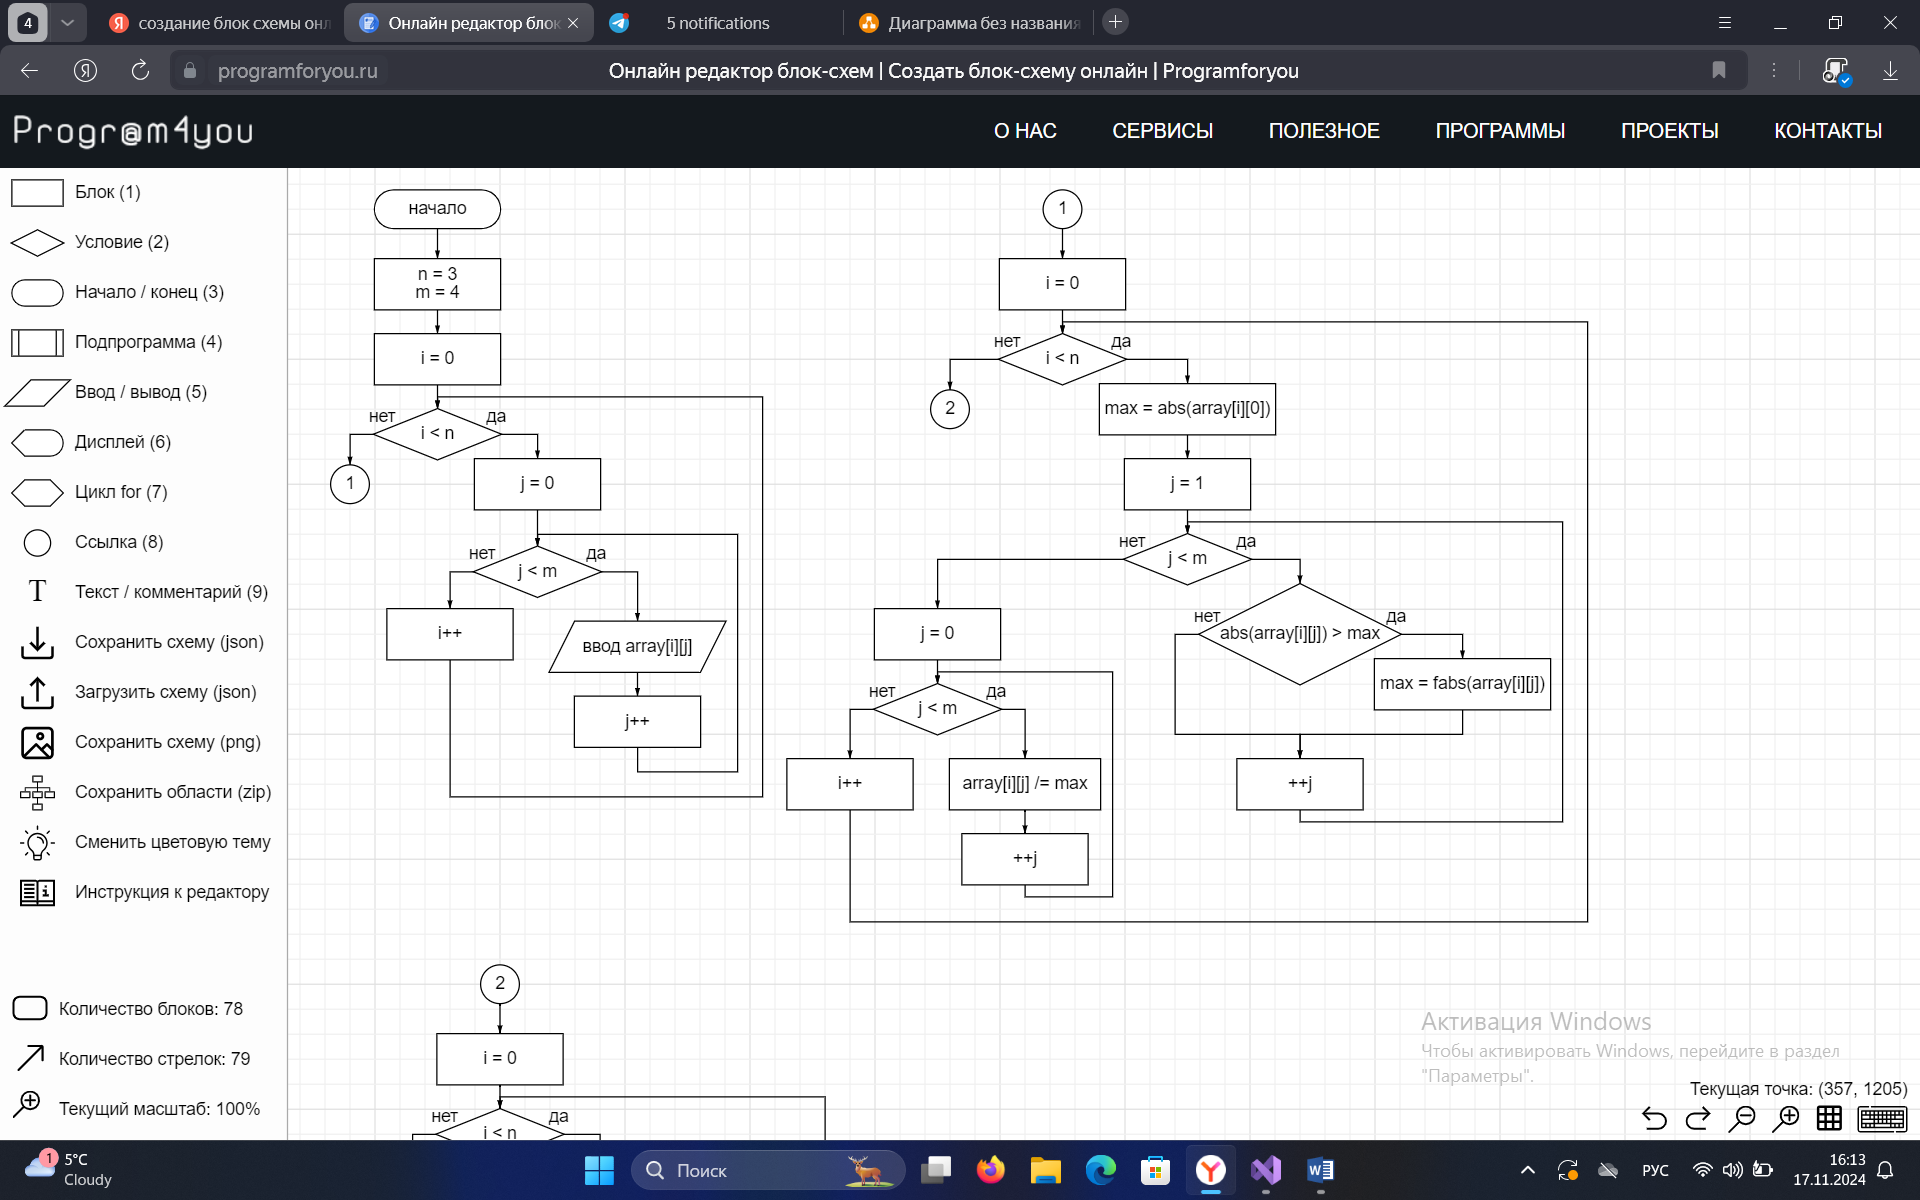 4
создание блок схемы онл
Онлайн редактор блок
5 notifications
Диаграмма без названия
programforyou.ru
Онлайн редактор блок-схем | Создать блок-схему онлайн | Programforyou
Progr@m4you
О НАС
СЕРВИСЫ
ПОЛЕЗНОЕ
ПРОГРАММЫ
ПРОЕКТЫ
КОНТАКТЫ
Блок (1)
Условие (2)
Начало / конец (3)
Подпрограмма (4)
Ввод / вывод (5)
Дисплей (6)
Цикл for (7)
Ссылка (8)
Текст / комментарий (9)
Сохранить схему (json)
Загрузить схему (json)
Сохранить схему (png)
Сохранить области (zip)
Сменить цветовую тему
Инструкция к редактору
Количество блоков: 78
Количество стрелок: 79
Текущий масштаб: 100%
начало
n = 3
m = 4
i = 0
нет
да
i < n
1
j = 0
нет
да
j < m
i++
ввод array[i][j]
j++
1
i = 0
нет
да
i < n
2
max = abs(array[i][0])
j = 1
нет
да
j < m
j = 0
нет
да
abs(array[i][j]) > max
max = fabs(array[i][j])
нет
да
j < m
i++
array[i][j] /= max
++j
++j
2
i = 0
нет
да
i < n
Активация Windows
Чтобы активировать Windows, перейдите в раздел
"Параметры".
Текущая точка: (357, 1205)
1
5°C
Cloudy
Поиск
РУС
16:13
17.11.2024